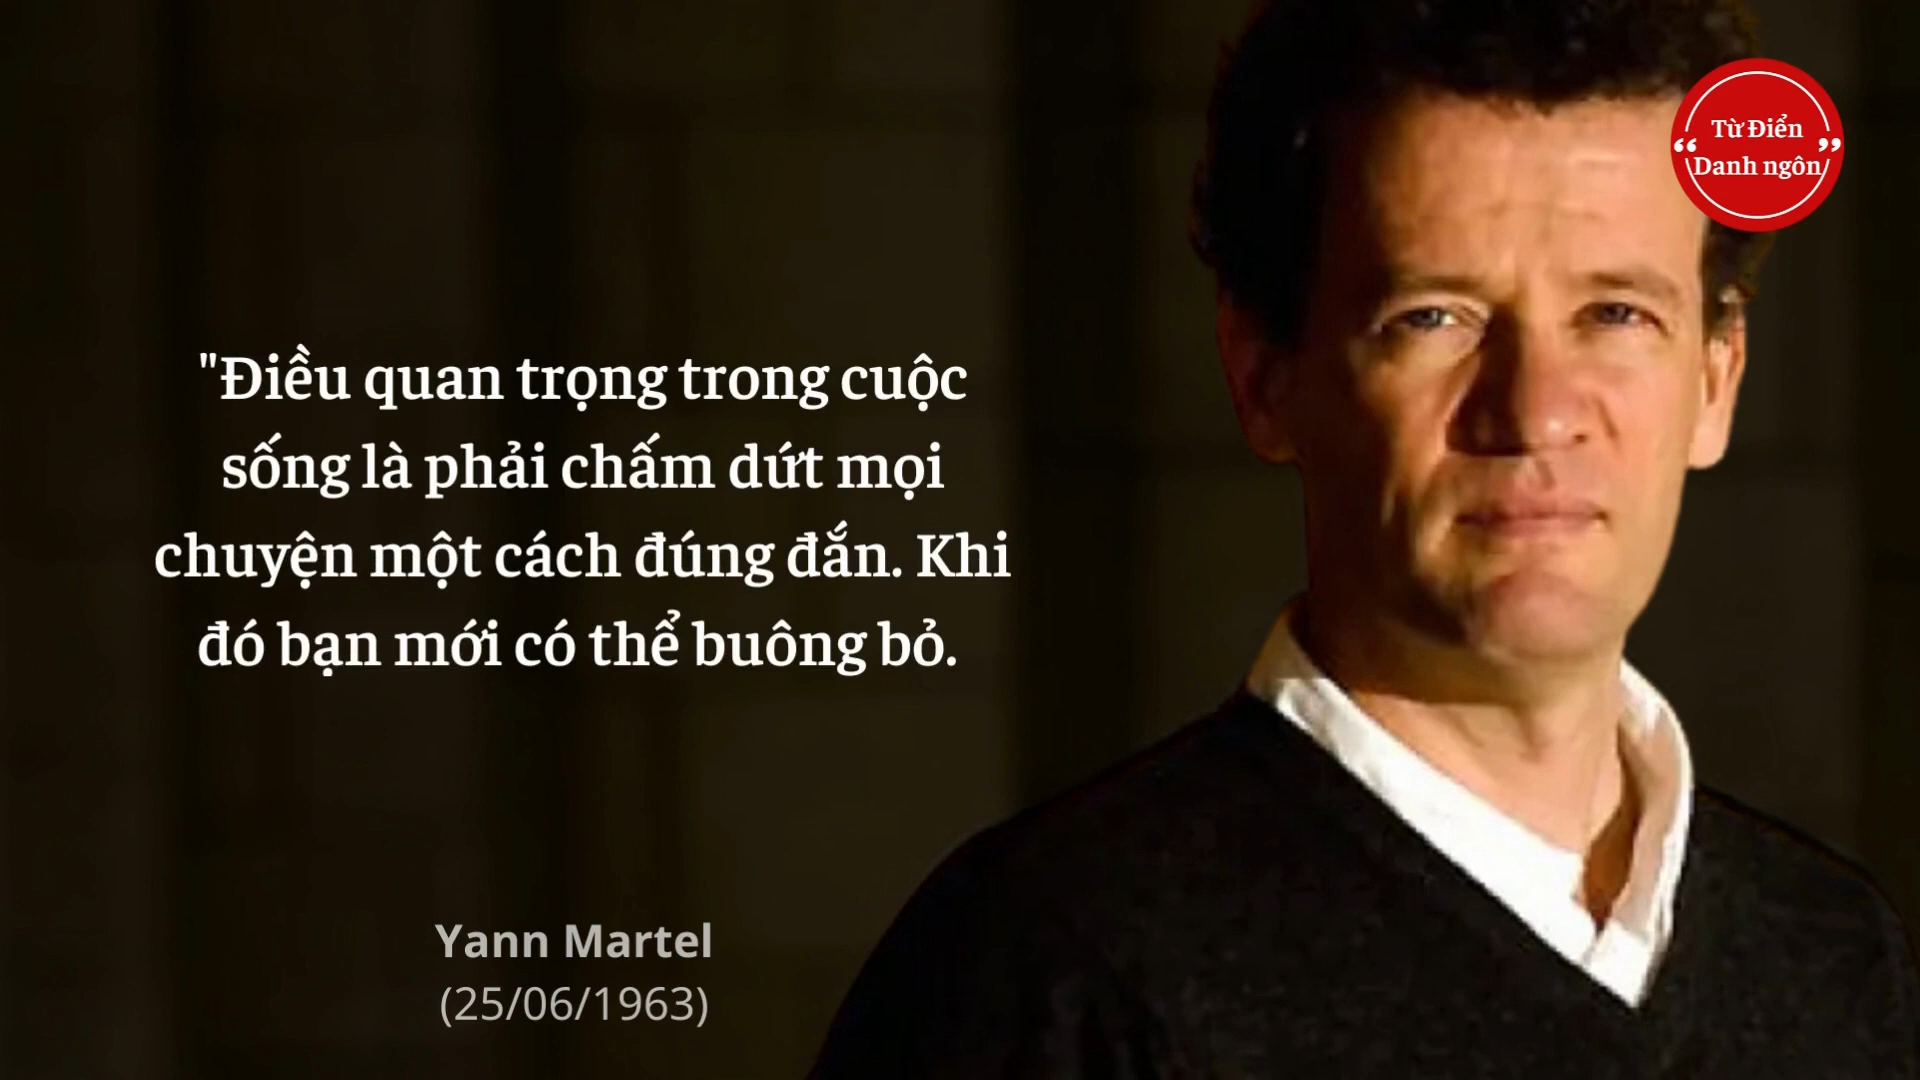 Từ Điển
“ ”
Danh ngôn
"Điều quan trọng trong cuộc
sống là phải chấm dứt mọi
chuyện một cách đúng đắn. Khi
đó bạn mới có thể buông bỏ.
Yann Martel
(25/06/1963)